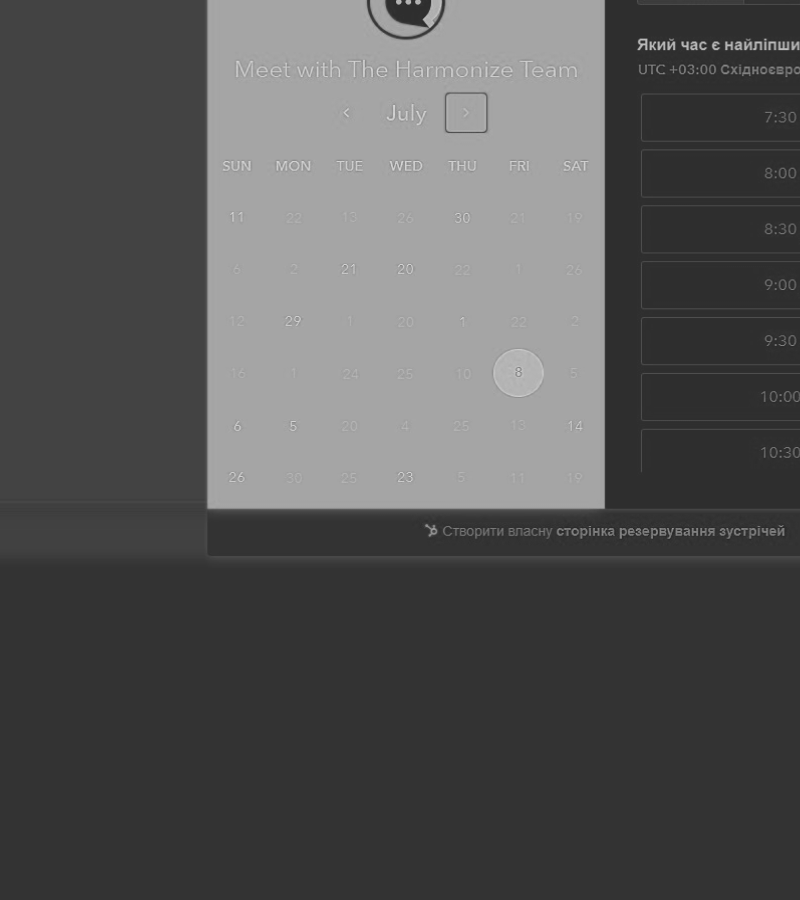 Meet with The Harmonize Team
July
SUN MON TUE WED THU FRI SAT
11 22 13 26 30 21 19
6 2 21 20 22 1 26
12 29 1 20 1 22 2
16 1 24 25 10 8 5
6 5 20 4 25 13 14
26 30 25 23 5 11 19
Який час є найліпши
UTC +03:00 Східноєвро
7:30
8:00
8:30
9:00
9:30
10:00
10:30
Створити власну сторінка резервування зустрічей